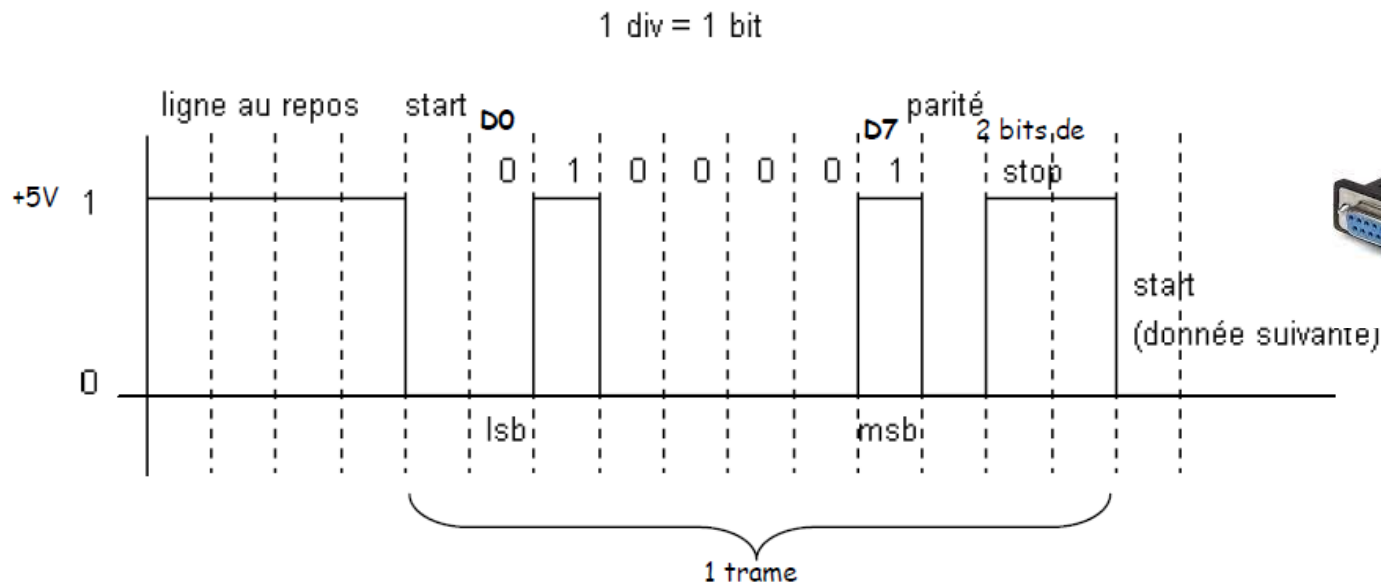 1 div = 1 bit
ligne au repos start parité
D0 D7 2 bits de
0 1 0 0 0 0 1 stop
+5V 1
start
(donnée suivante)
0
lsb msb
1 trame